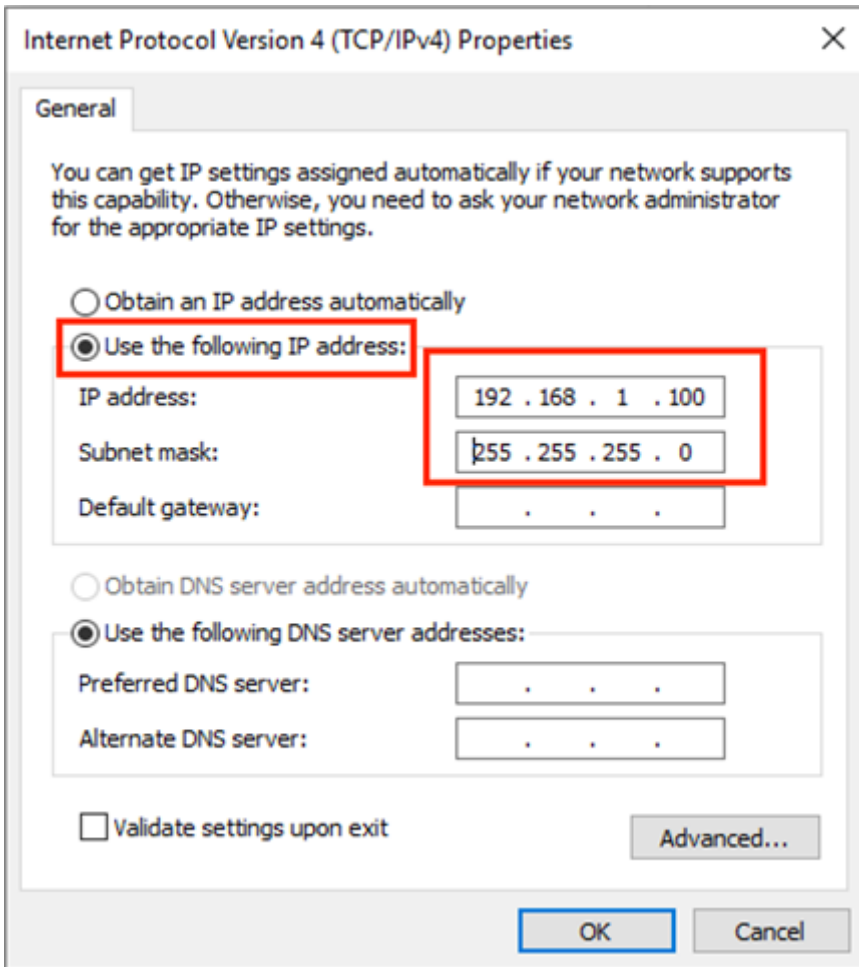 Internet Protocol Version 4 (TCP/IPv4) Properties
General
You can get IP settings assigned automatically if your network supports
this capability. Otherwise, you need to ask your network administrator
for the appropriate IP settings.
Obtain an IP address automatically
Use the following IP address:
IP address: 192 . 168 . 1 . 100
Subnet mask: 255 . 255 . 255 . 0
Default gateway: . . .
Obtain DNS server address automatically
Use the following DNS server addresses:
Preferred DNS server: . . .
Alternate DNS server: . . .
Validate settings upon exit
Advanced...
OK Cancel